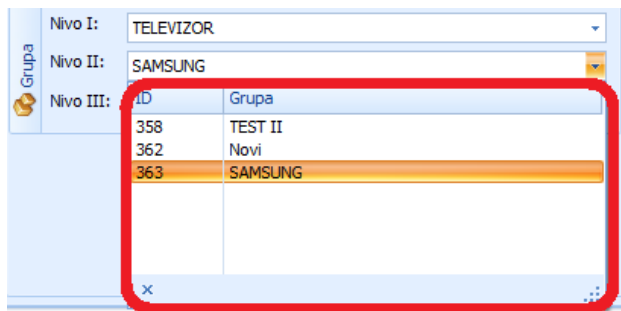 Grupa
Nivo I: TELEVIZOR
Nivo II: SAMSUNG
Nivo III:
ID Grupa
358 TEST II
362 Novi
363 SAMSUNG